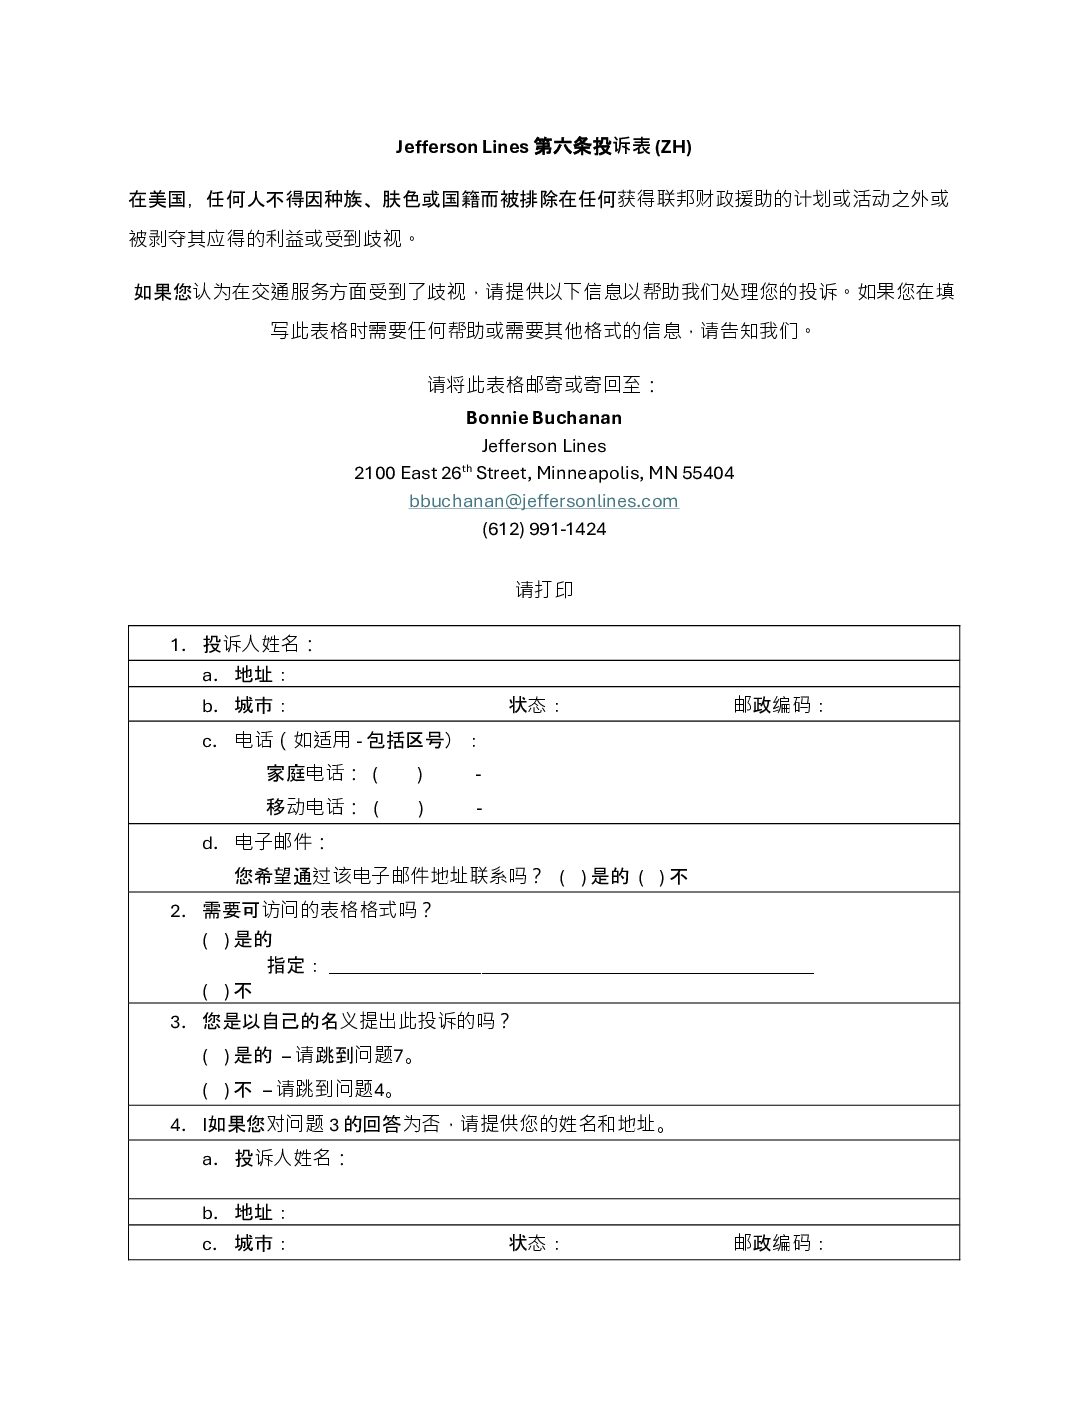 Jefferson Lines 第六条投诉表 (ZH)
在美国，任何人不得因种族、肤色或国籍而被排除在任何获得联邦财政援助的计划或活动之外或
被剥夺其应得的利益或受到歧视。
如果您认为在交通服务方面受到了歧视，请提供以下信息以帮助我们处理您的投诉。如果您在填
写此表格时需要任何帮助或需要其他格式的信息，请告知我们。
请将此表格邮寄或寄回至：
Bonnie Buchanan
Jefferson Lines
2100 East 26th Street, Minneapolis, MN 55404
bbuchanan@jeffersonlines.com
(612) 991-1424
请打印
1. 投诉人姓名：
a. 地址：
b. 城市： 状态： 邮政编码：
c. 电话（如适用 - 包括区号）：
家庭电话： ( ) -
移动电话： ( ) -
d. 电子邮件：
您希望通过该电子邮件地址联系吗？ ( ) 是的 ( ) 不
2. 需要可访问的表格格式吗？
( ) 是的
指定： ______________________________________________
( ) 不
3. 您是以自己的名义提出此投诉的吗？
( ) 是的 – 请跳到问题7。
( ) 不 – 请跳到问题4。
4. I如果您对问题 3 的回答为否，请提供您的姓名和地址。
a. 投诉人姓名：
b. 地址：
c. 城市： 状态： 邮政编码：